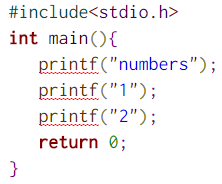 #include<stdio.h>
int main(){
printf("numbers");
printf("1");
printf("2");
return 0;
}